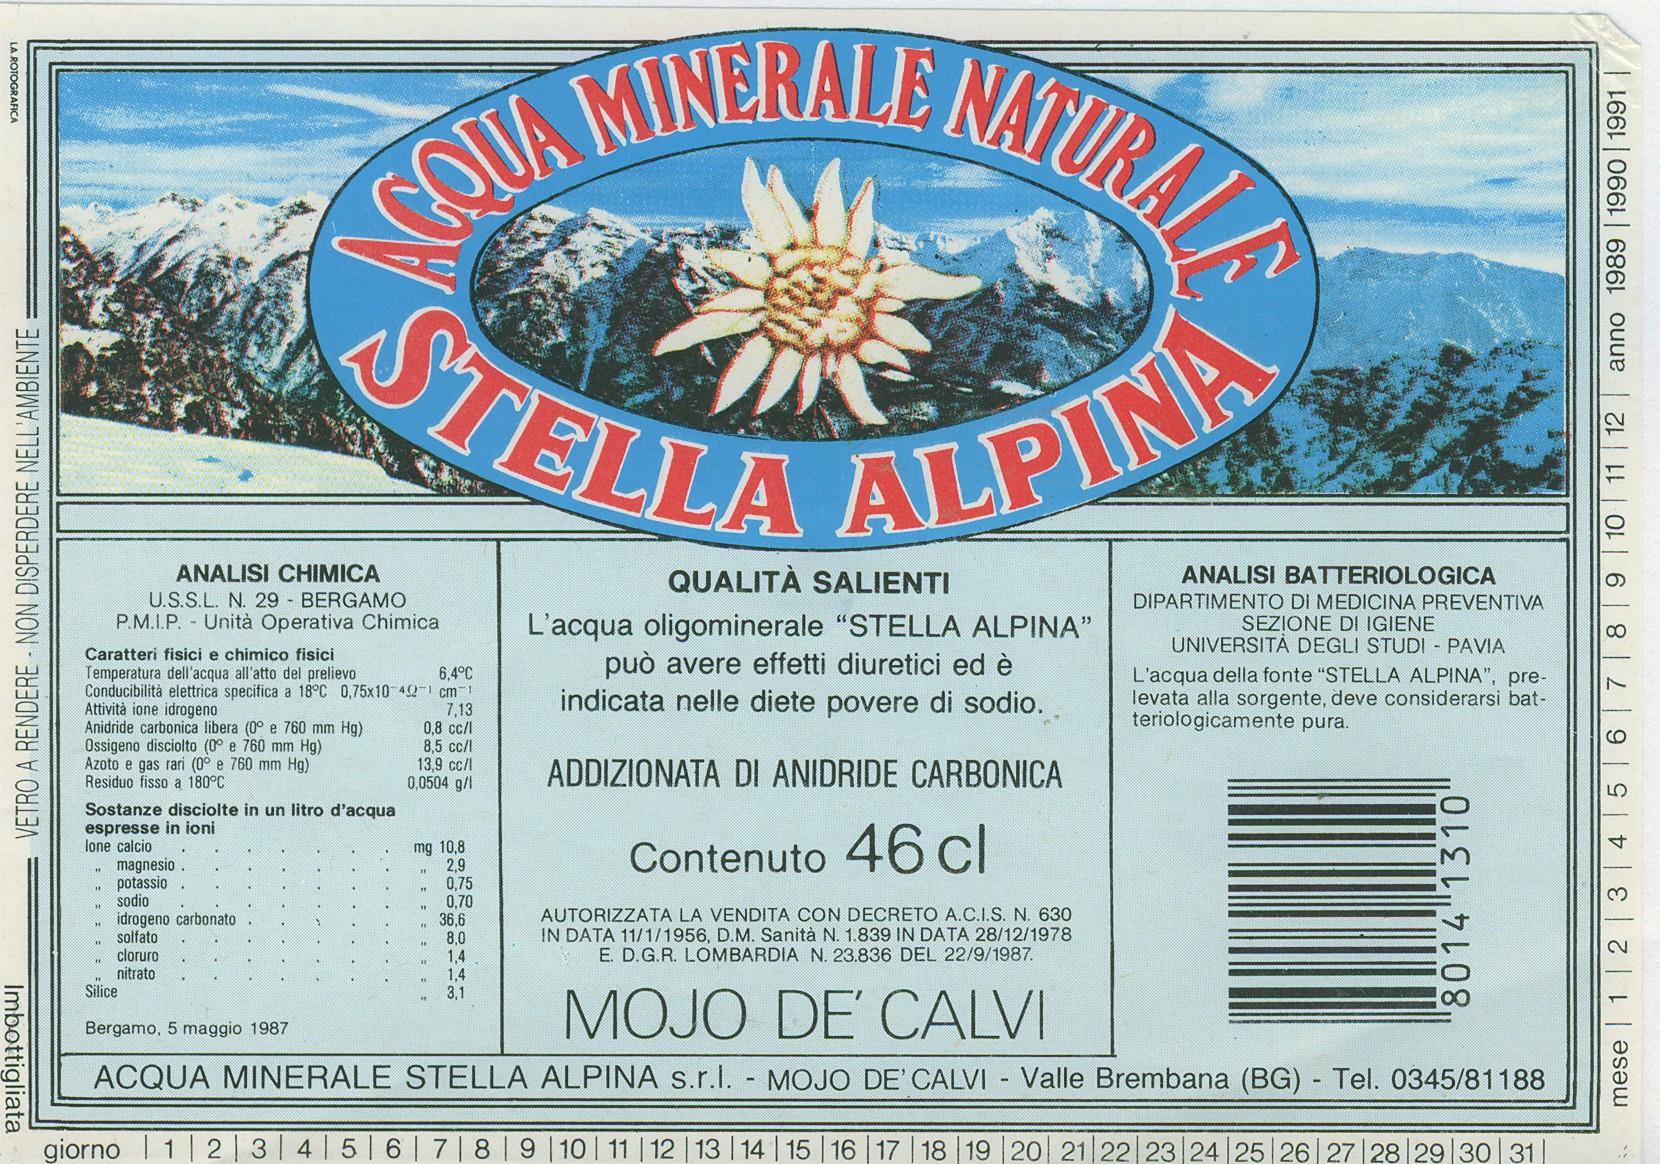 I.A. ROTOGRAFICA
VETRO A RENDERE - NON DISPERDERE NELL'AMBIENTE
Imbottigliata
ACQUA MINERALE NATURALE
STELLA ALPINA
ANALISI CHIMICA
U.S.S.L. N. 29 - BERGAMO
P.M.I.P. - Unità Operativa Chimica
Caratteri fisici e chimico fisici
Temperatura dell'acqua all'atto del prelievo 6,4°C
Conducibilità elettrica specifica a 18°C 0,75x10⁻⁴Ω⁻¹ cm⁻¹
Attività ione idrogeno 7,13
Anidride carbonica libera (0° e 760 mm Hg) 0,8 cc/l
Ossigeno disciolto (0° e 760 mm Hg) 8,5 cc/l
Azoto e gas rari (0° e 760 mm Hg) 13,9 cc/l
Residuo fisso a 180°C 0,0504 g/l
Sostanze disciolte in un litro d'acqua
espresse in ioni
Ione calcio . . . . . . . mg 10,8
„ magnesio . . . . . . . „ 2,9
„ potassio . . . . . . . „ 0,75
„ sodio . . . . . . . „ 0,70
„ idrogeno carbonato . . . . . „ 36,6
„ solfato . . . . . . . „ 8,0
„ cloruro . . . . . . . „ 1,4
„ nitrato . . . . . . . „ 1,4
Silice „ 3,1
Bergamo, 5 maggio 1987
QUALITÀ SALIENTI
L'acqua oligominerale “STELLA ALPINA”
può avere effetti diuretici ed è
indicata nelle diete povere di sodio.
ADDIZIONATA DI ANIDRIDE CARBONICA
Contenuto 46 cl
AUTORIZZATA LA VENDITA CON DECRETO A.C.I.S. N. 630
IN DATA 11/1/1956, D.M. Sanità N. 1.839 IN DATA 28/12/1978
E. D.G.R. LOMBARDIA N. 23.836 DEL 22/9/1987.
MOJO DE' CALVI
ANALISI BATTERIOLOGICA
DIPARTIMENTO DI MEDICINA PREVENTIVA
SEZIONE DI IGIENE
UNIVERSITÀ DEGLI STUDI - PAVIA
L'acqua della fonte “STELLA ALPINA”, pre-
levata alla sorgente, deve considerarsi bat-
teriologicamente pura.
80141310
ACQUA MINERALE STELLA ALPINA s.r.l. - MOJO DE' CALVI - Valle Brembana (BG) - Tel. 0345/81188
giorno | 1 | 2 | 3 | 4 | 5 | 6 | 7 | 8 | 9 | 10 | 11 | 12 | 13 | 14 | 15 | 16 | 17 | 18 | 19 | 20 | 21 | 22 | 23 | 24 | 25 | 26 | 27 | 28 | 29 | 30 | 31 |
mese | 1 | 2 | 3 | 4 | 5 | 6 | 7 | 8 | 9 | 10 | 11 | 12 | anno 1989 | 1990 | 1991 |